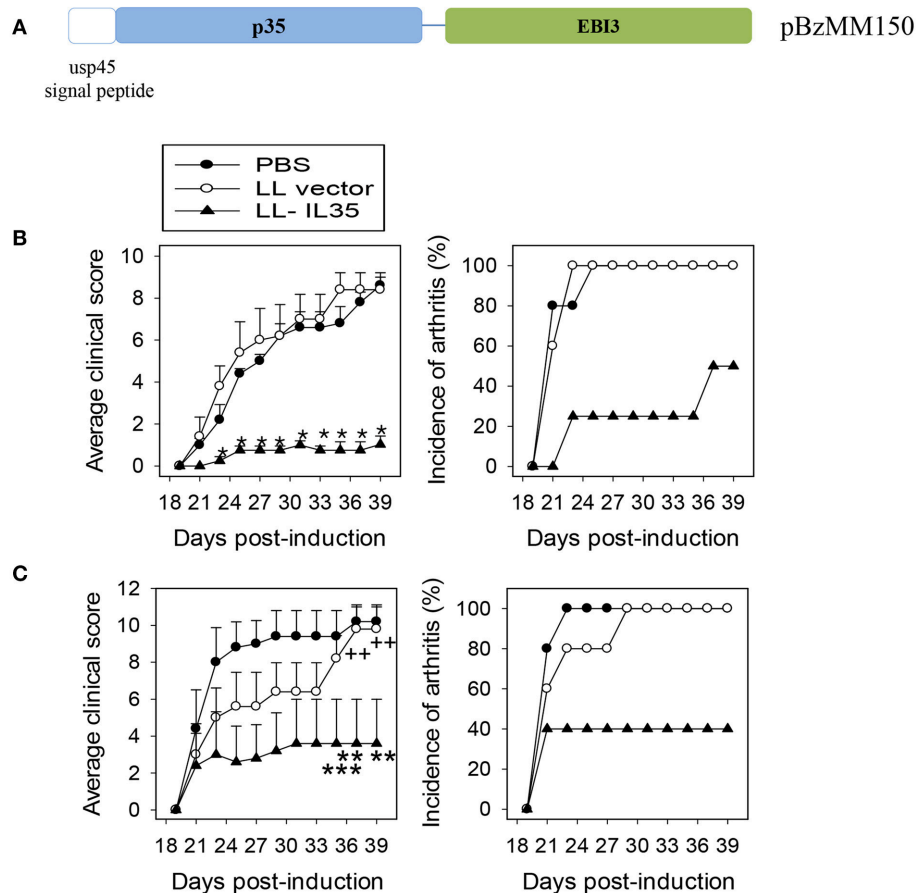 A
p35
EBI3
pBzMM150
usp45
signal peptide
PBS
LL vector
LL- IL35
B
Average clinical score
10
8
6
4
2
0
* * * * * * * * *
18 21 24 27 30 33 36 39
Days post-induction
Incidence of arthritis (%)
100
80
60
40
20
0
18 21 24 27 30 33 36 39
Days post-induction
C
Average clinical score
12
10
8
6
4
2
0
++ ++
** **
***
18 21 24 27 30 33 36 39
Days post-induction
Incidence of arthritis (%)
100
80
60
40
20
0
18 21 24 27 30 33 36 39
Days post-induction